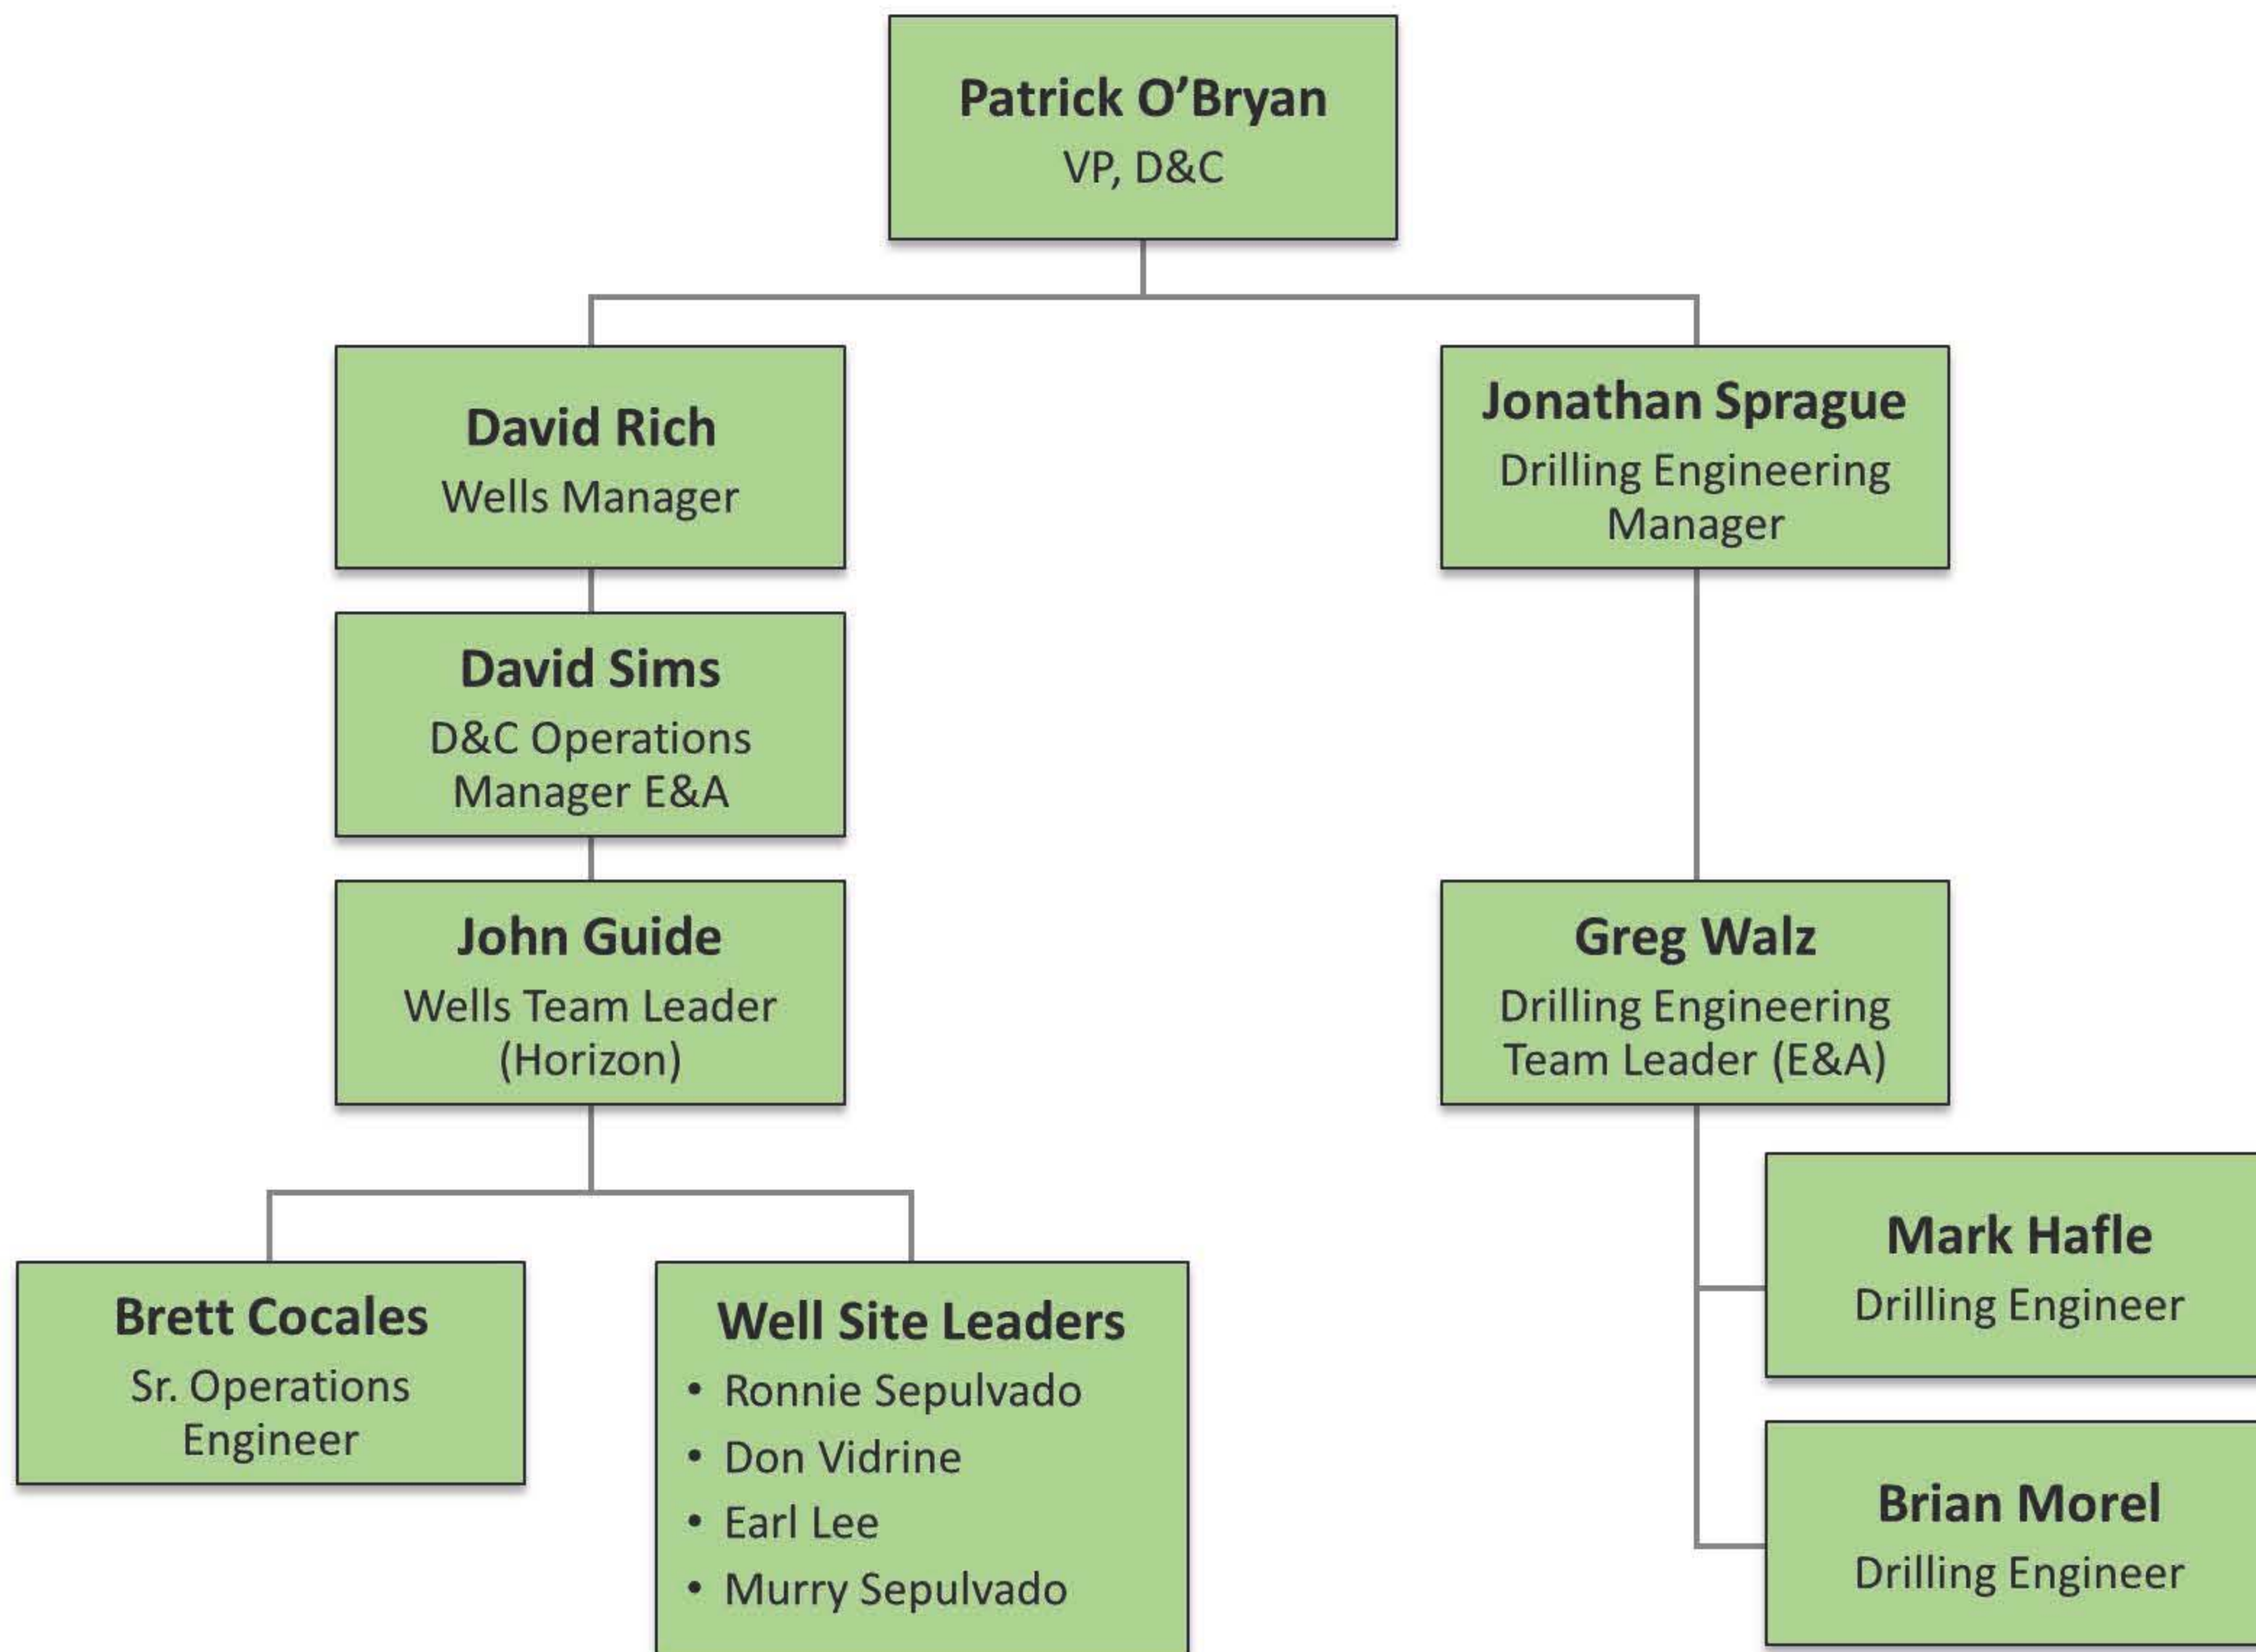 Patrick O’Bryan
VP, D&C
David Rich
Wells Manager
Jonathan Sprague
Drilling Engineering
Manager
David Sims
D&C Operations
Manager E&A
John Guide
Wells Team Leader
(Horizon)
Greg Walz
Drilling Engineering
Team Leader (E&A)
Brett Cocales
Sr. Operations
Engineer
Well Site Leaders
• Ronnie Sepulvado
• Don Vidrine
• Earl Lee
• Murry Sepulvado
Mark Hafle
Drilling Engineer
Brian Morel
Drilling Engineer